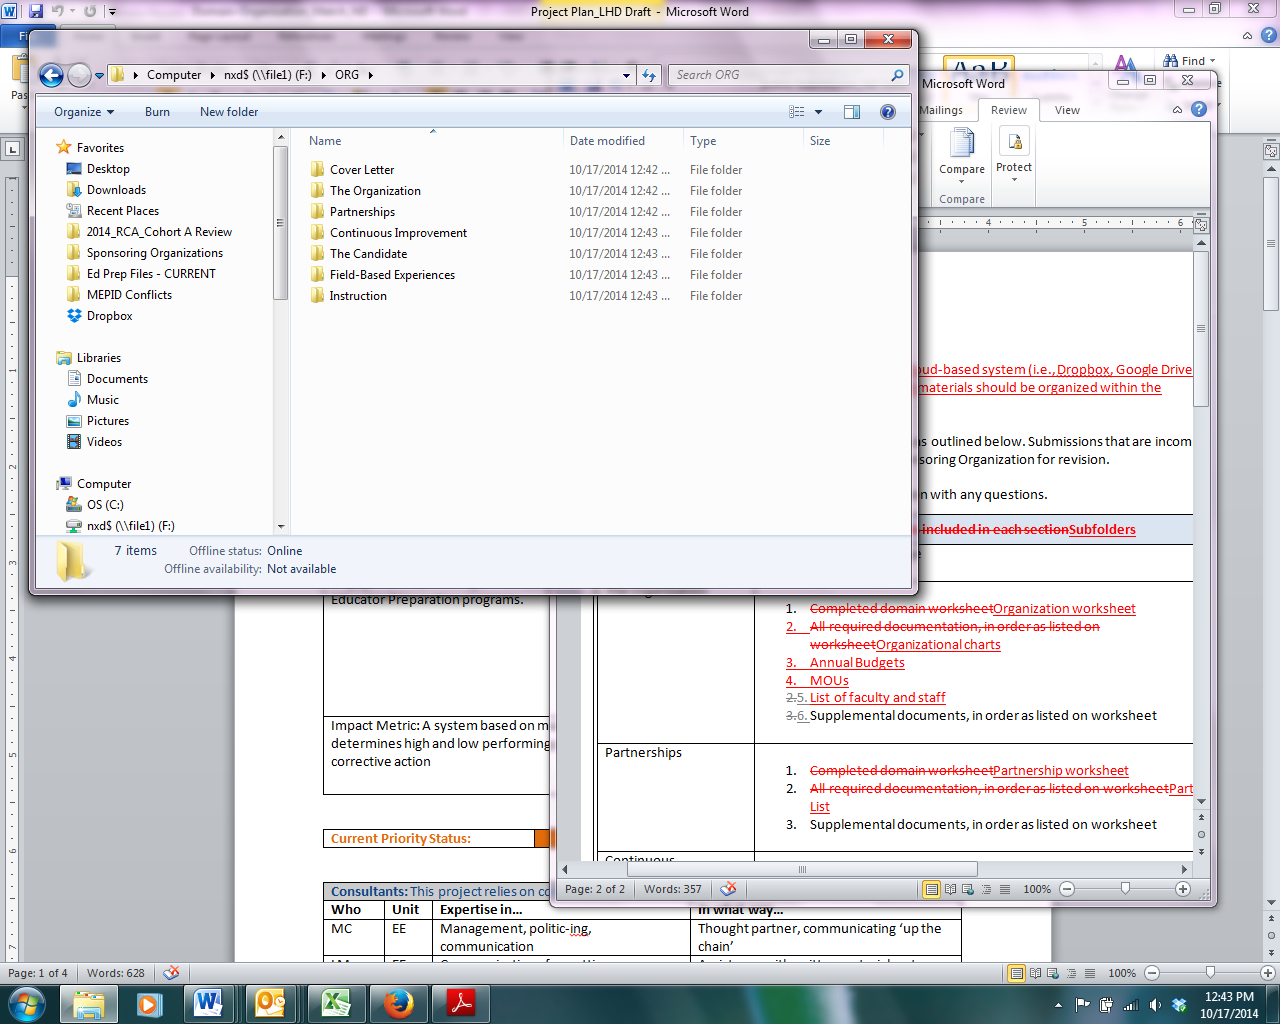 Project Plan_LHD Draft - Microsoft Word
Computer nxd$ (\\file1) (F:) ORG
Search ORG
Organize Burn New folder
Favorites
Desktop
Downloads
Recent Places
2014_RCA_Cohort A Review
Sponsoring Organizations
Ed Prep Files - CURRENT
MEPID Conflicts
Dropbox
Libraries
Documents
Music
Pictures
Videos
Computer
OS (C:)
nxd$ (\\file1) (F:)
Name Date modified Type Size
Cover Letter 10/17/2014 12:42 ... File folder
The Organization 10/17/2014 12:42 ... File folder
Partnerships 10/17/2014 12:42 ... File folder
Continuous Improvement 10/17/2014 12:43 ... File folder
The Candidate 10/17/2014 12:43 ... File folder
Field-Based Experiences 10/17/2014 12:43 ... File folder
Instruction 10/17/2014 12:43 ... File folder
7 items Offline status: Online
Offline availability: Not available
Find
Microsoft Word
Mailings Review View
Compare Protect
Compare
4 5 6
oud-based system (i.e., Dropbox, Google Drive
materials should be organized within the
s outlined below. Submissions that are incom
soring Organization for revision.
n with any questions.
included in each sectionSubfolders
1. Completed domain worksheetOrganization worksheet
2. All required documentation, in order as listed on
worksheetOrganizational charts
3. Annual Budgets
4. MOUs
2.5. List of faculty and staff
3.6. Supplemental documents, in order as listed on worksheet
Partnerships
1. Completed domain worksheetPartnership worksheet
2. All required documentation, in order as listed on worksheetPart
List
3. Supplemental documents, in order as listed on worksheet
Continuous
Page: 2 of 2 Words: 357 100%
Educator Preparation programs.
Impact Metric: A system based on m
determines high and low performing
corrective action
Current Priority Status:
Consultants: This project relies on co
Who Unit Expertise in... In what way...
MC EE Management, politic-ing, communication Thought partner, communicating ‘up the chain’
Page: 1 of 4 Words: 628 100%
12:43 PM
10/17/2014